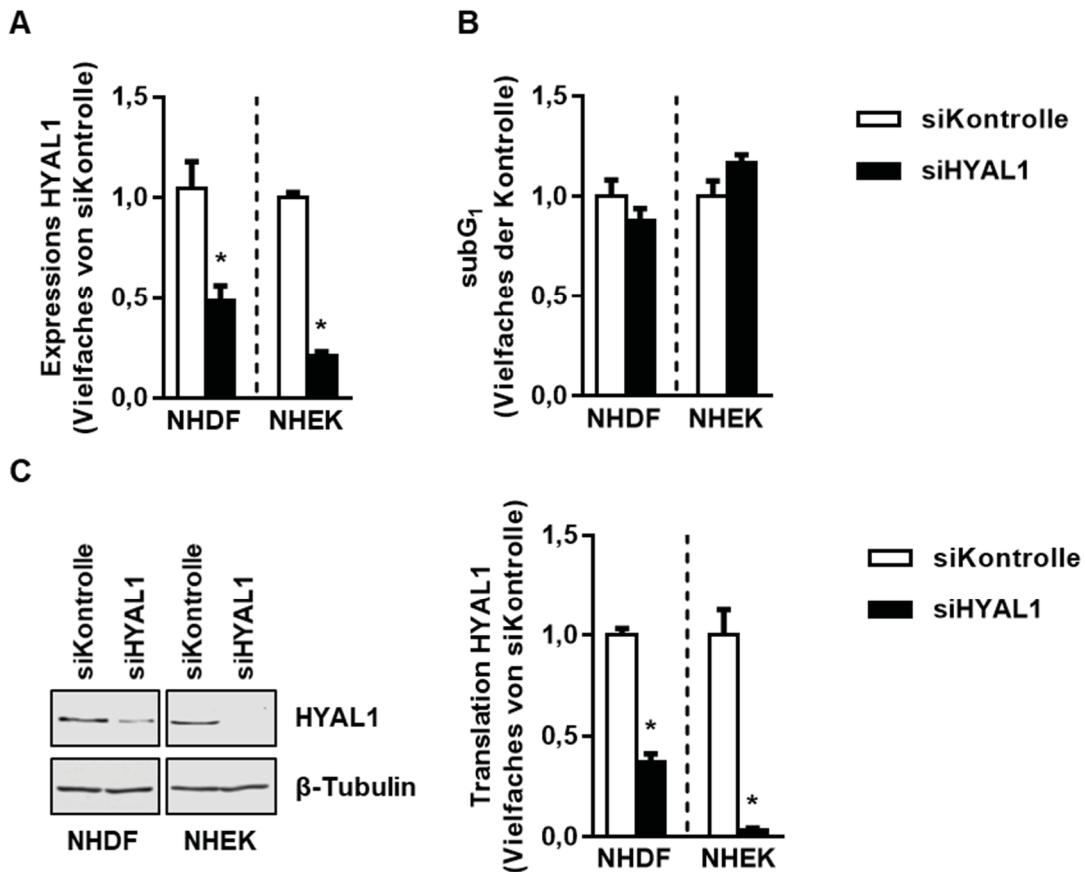 A
Expressions HYAL1
(Vielfaches von siKontrolle)
1,5
1,0
0,5
0,0
*
*
NHDF
NHEK
B
subG1
(Vielfaches der Kontrolle)
1,5
1,0
0,5
0,0
NHDF
NHEK
siKontrolle
siHYAL1
C
siKontrolle
siHYAL1
siKontrolle
siHYAL1
HYAL1
β-Tubulin
NHDF
NHEK
Translation HYAL1
(Vielfaches von siKontrolle)
1,5
1,0
0,5
0,0
*
*
NHDF
NHEK
siKontrolle
siHYAL1